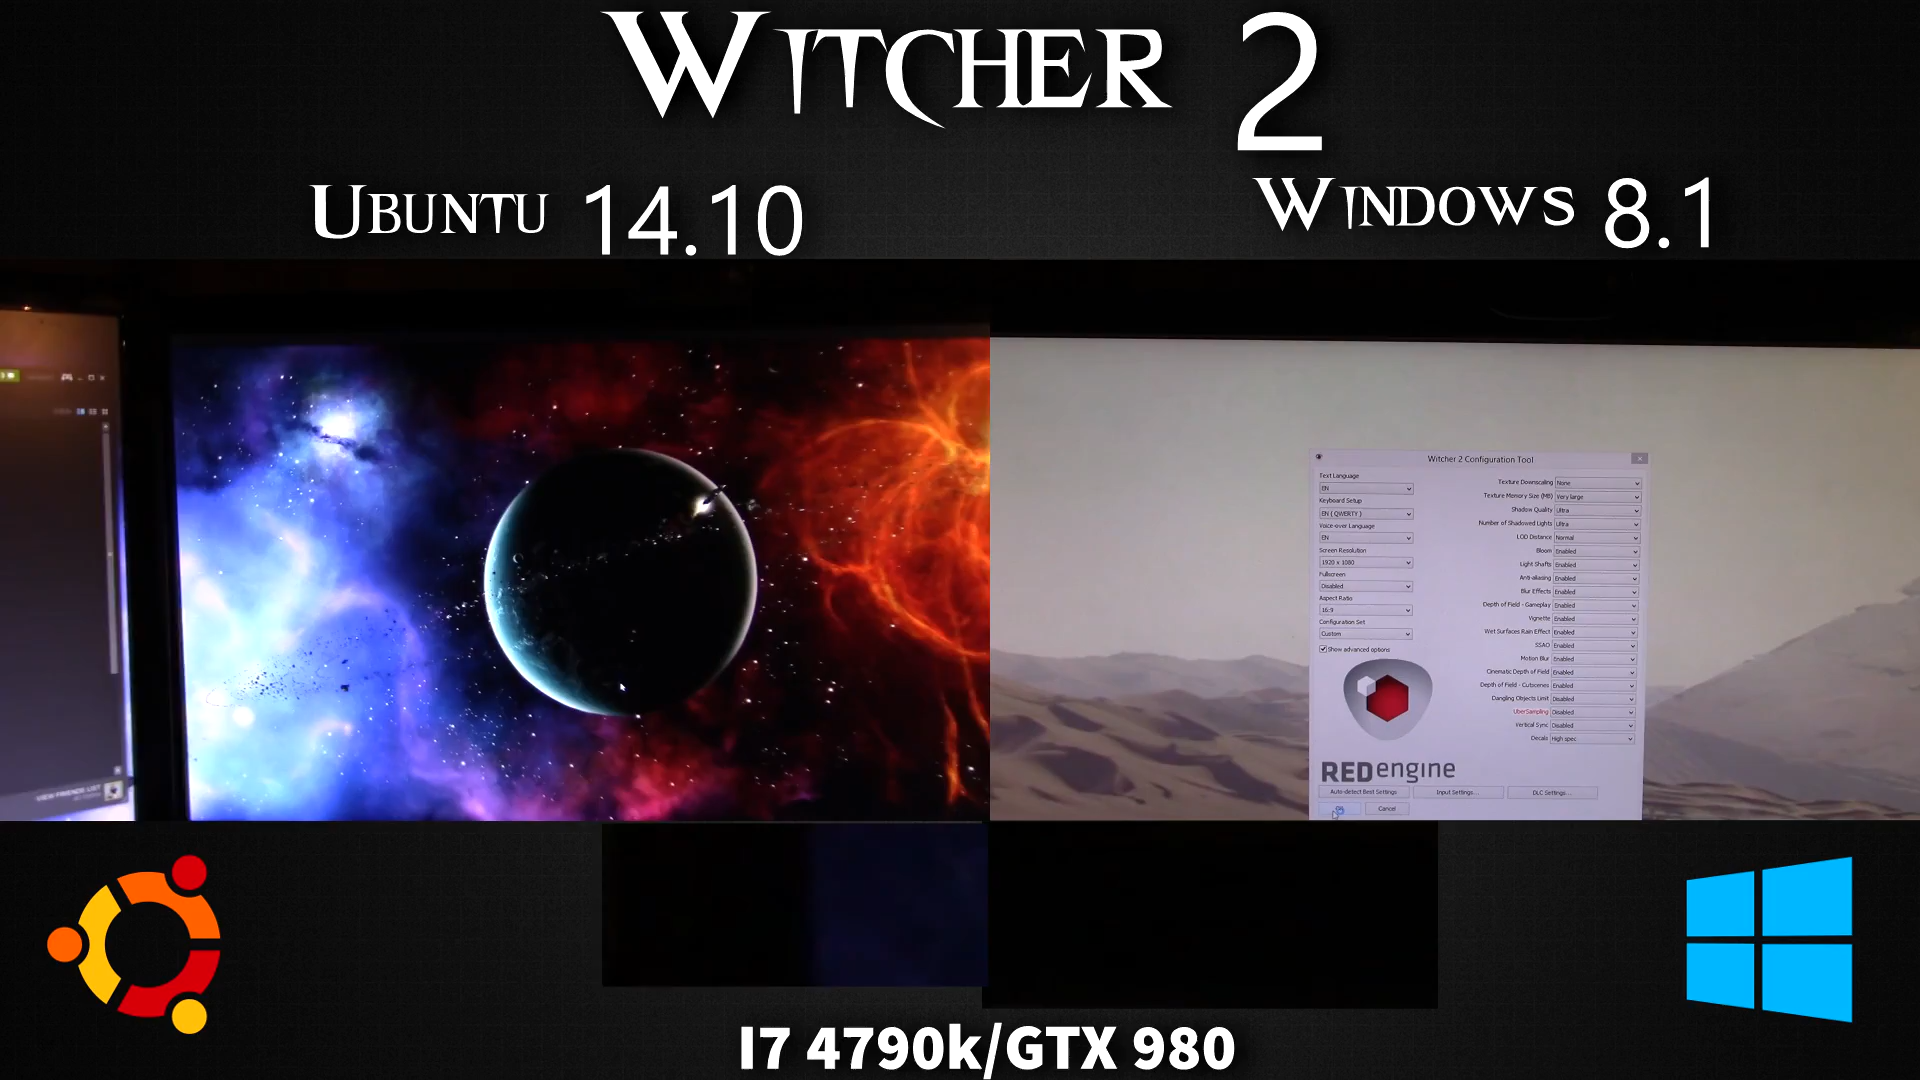 WITCHER 2
UBUNTU 14.10
WINDOWS 8.1
VIEW FRIENDS LIST
Witcher 2 Configuration Tool
Text Language
EN
Keyboard Setup
EN ( QWERTY )
Voice-over Language
EN
Screen Resolution
1920 x 1080
Fullscreen
Disabled
Aspect Ratio
16:9
Configuration Set
Custom
Show advanced options
Texture Downscaling None
Texture Memory Size (MB) Very large
Shadow Quality Ultra
Number of Shadowed Lights Ultra
LOD Distance Normal
Bloom Enabled
Light Shafts Enabled
Anti-aliasing Enabled
Blur Effects Enabled
Depth of Field - Gameplay Enabled
Vignette Enabled
Wet Surfaces Rain Effect Enabled
SSAO Enabled
Motion Blur Enabled
Cinematic Depth of Field Enabled
Depth of Field - Cutscenes Enabled
Dangling Objects Limit Disabled
UberSampling Disabled
Vertical Sync Disabled
Decals High spec
REDengine
Auto-detect Best Settings
Input Settings...
DLC Settings...
Cancel
I7 4790k/GTX 980